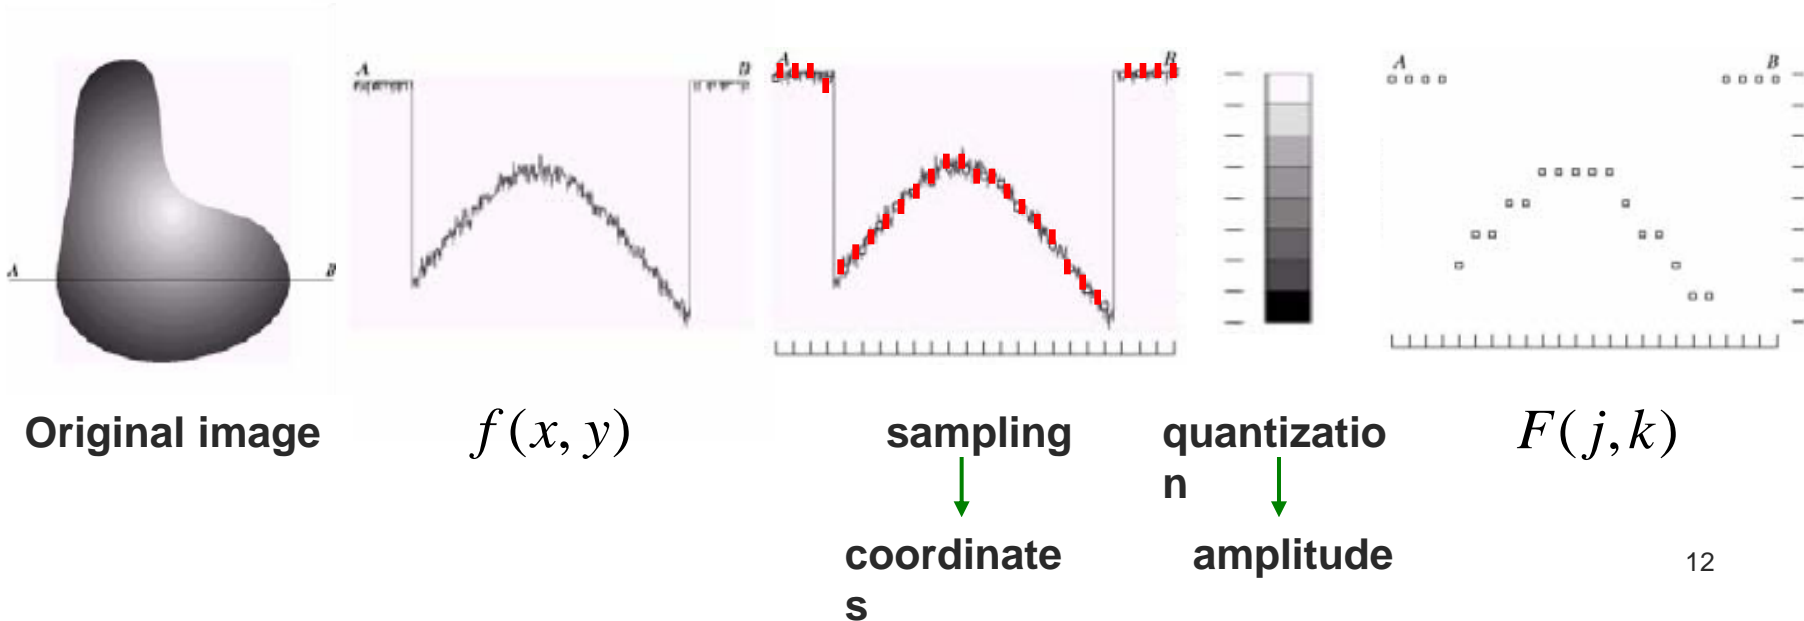 A B
A D
A B
A B
Original image
f(x, y)
sampling
quantizatio
n
F(j,k)
coordinate
s
amplitude
12